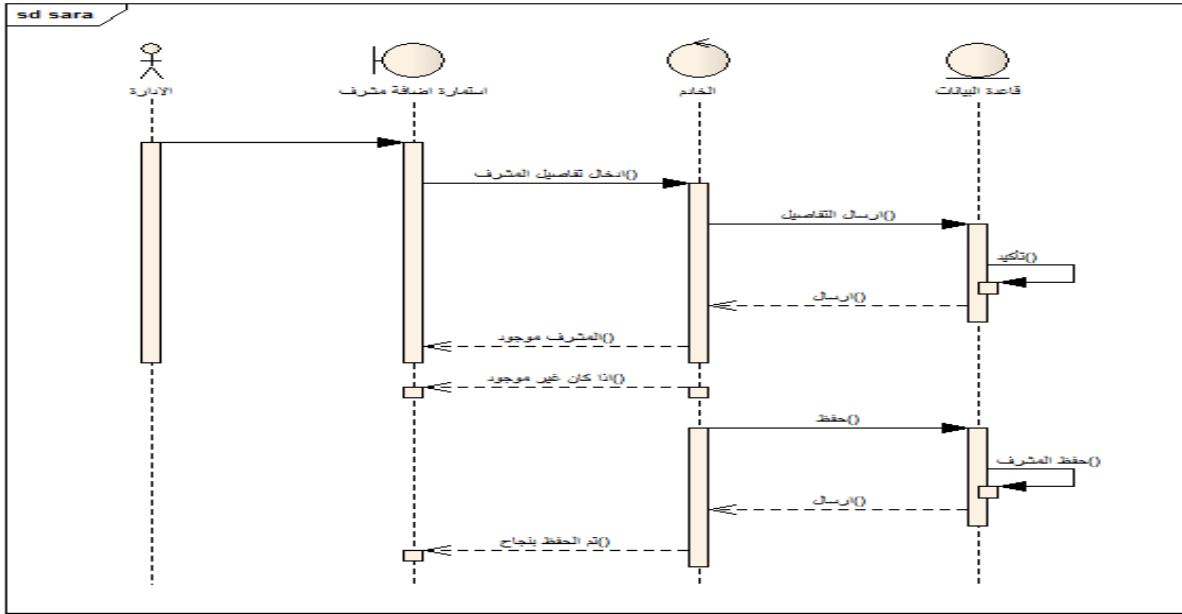 sd sara
الادارة
استمارة اضافة مشرف
الخادم
قاعدة البيانات
ادخال تفاصيل المشرف()
ارسال التفاصيل()
تأكيد()
ارسال()
المشرف موجود()
اذا كان غير موجود()
حفظ()
حفظ المشرف()
ارسال()
تم الحفظ بنجاح()